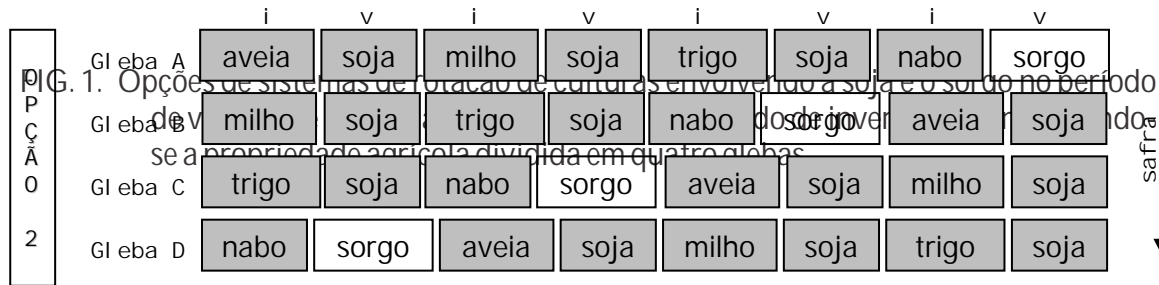 i v i v i v i v
OPÇÃO 2
Gleba A aveia soja milho soja trigo soja nabo sorgo
FIG. 1. Opções de sistemas de rotação de culturas envolvendo a soja e o sorgo no período
Gleba B milho soja trigo soja nabo sorgo aveia soja
se a propriedade agrícola dividida em quatro glebas
Gleba C trigo soja nabo sorgo aveia soja milho soja
Gleba D nabo sorgo aveia soja milho soja trigo soja
safra